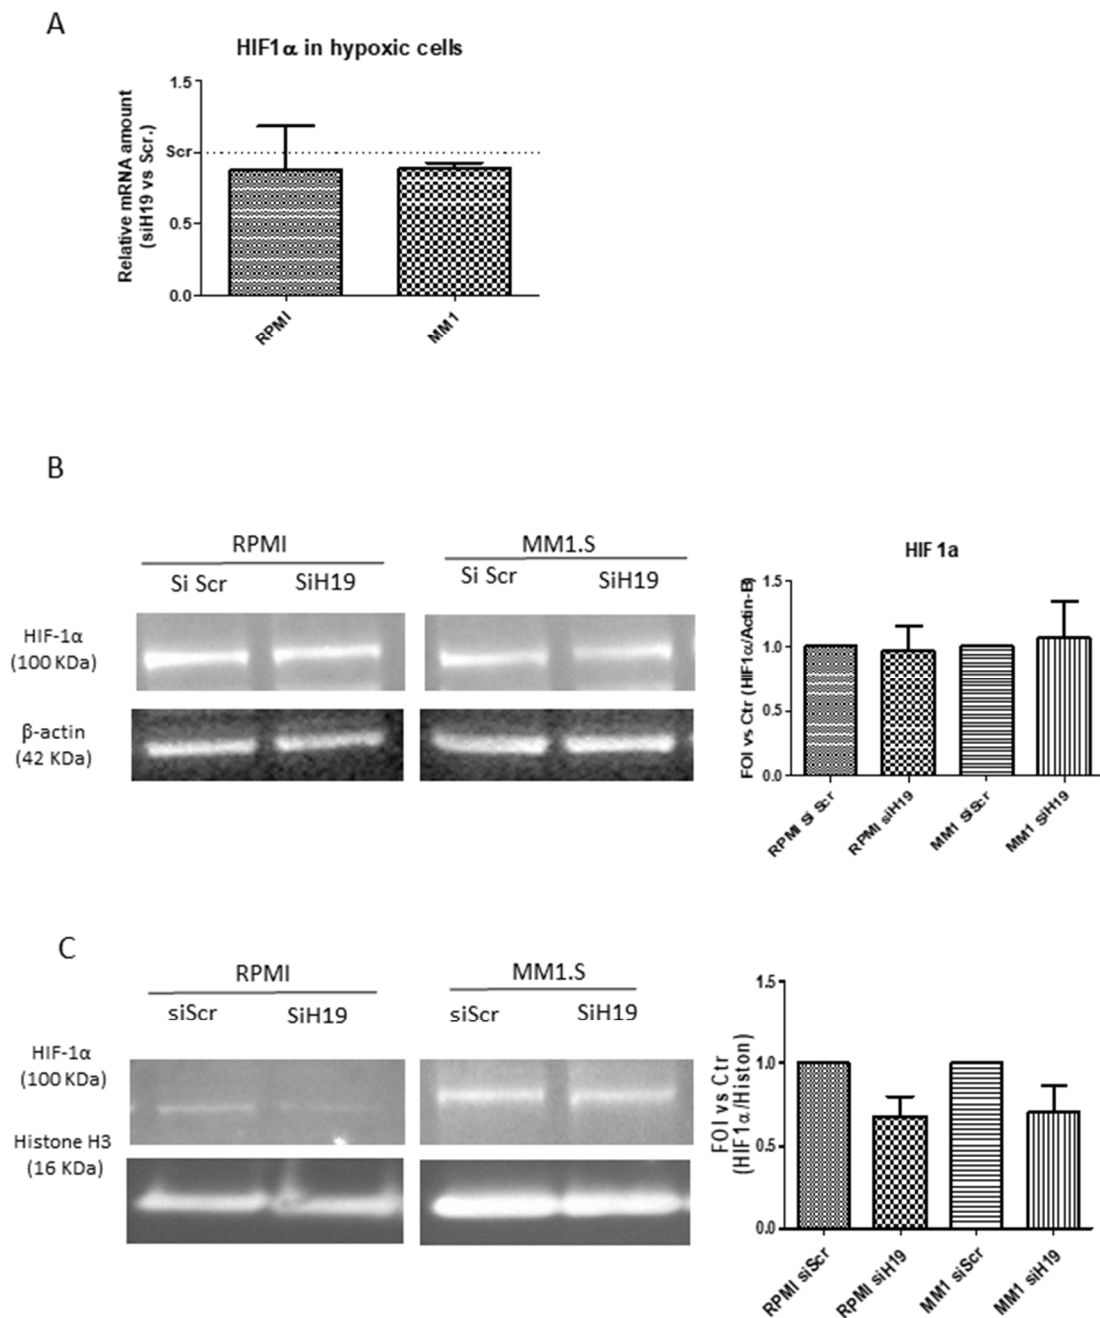 A
HIF1α in hypoxic cells
Relative mRNA amount
(siH19 vs Scr.)
1.5
Scr
0.5
0.0
RPMI
MM1
B
RPMI
MM1.S
Si Scr
SiH19
Si Scr
SiH19
HIF-1α
(100 KDa)
β-actin
(42 KDa)
HIF 1a
FOI vs Ctr (HIF1α/Actin-B)
1.5
1.0
0.5
0.0
RPMI Si Scr
RPMI siH19
MM1 SiScr
MM1 SiH19
C
RPMI
MM1.S
siScr
SiH19
siScr
SiH19
HIF-1α
(100 KDa)
Histone H3
(16 KDa)
FOI vs Ctr
(HIF1α/Histon)
1.5
1.0
0.5
0.0
RPMI siScr
RPMI siH19
MM1 siScr
MM1 siH19